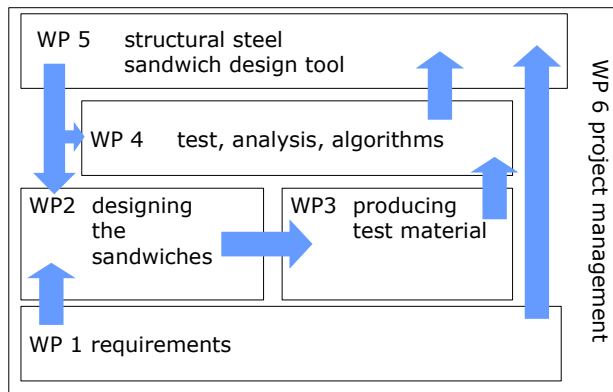 WP 5 structural steel
sandwich design tool
WP 4 test, analysis, algorithms
WP2 designing
the
sandwiches
WP3 producing
test material
WP 1 requirements
WP 6 project management